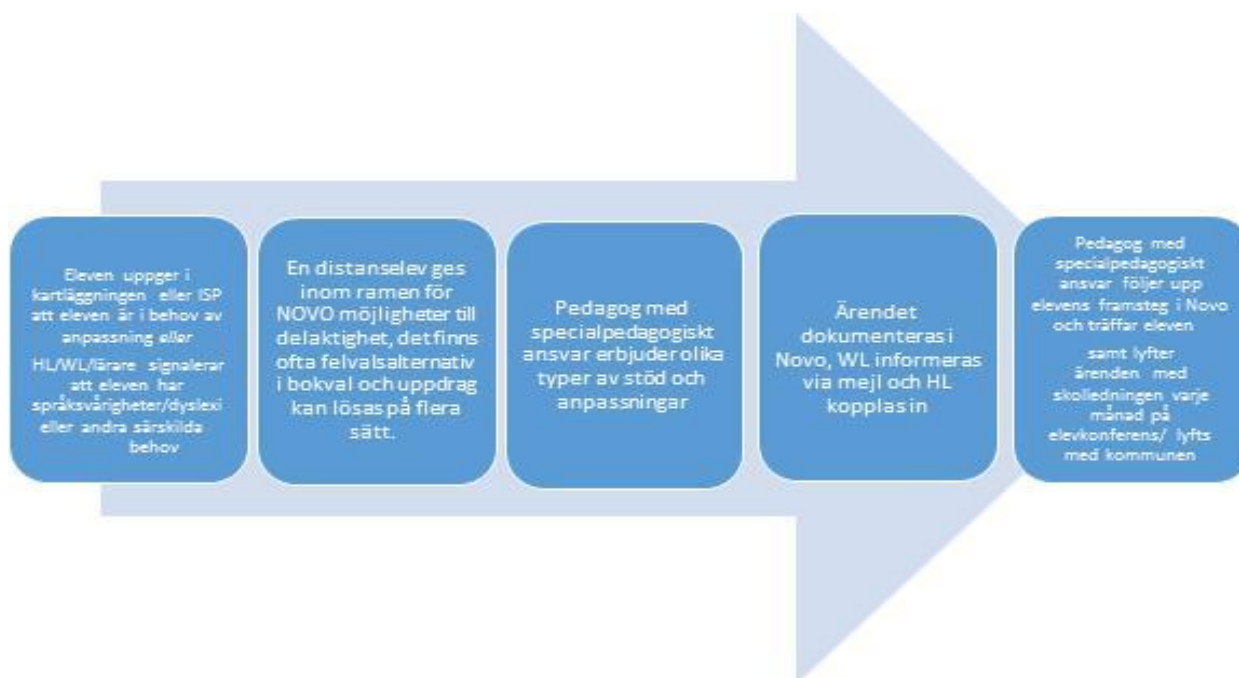 Eleven uppger i
kartläggningen eller ISP
att eleven är i behov av
anpassning eller
HL/WL/lärare signalerar
att eleven har
språksvårigheter/dyslexi
eller andra särskilda
behov
En distanselev ges
inom ramen för
NOVO möjligheter till
delaktighet, det finns
ofta felvalsalternativ
i bokval och uppdrag
kan lösas på flera
sätt.
Pedagog med
specialpedagogiskt
ansvar erbjuder olika
typer av stöd och
anpassningar
Ärendet
dokumenteras i
Novo, WL informeras
via mejl och HL
kopplas in
Pedagog med
specialpedagogiskt
ansvar följer upp
elevens framsteg i Novo
och träffar eleven
samt lyfter
ärenden med
skolledningen varje
månad på
elevkonferens/ lyfts
med kommunen